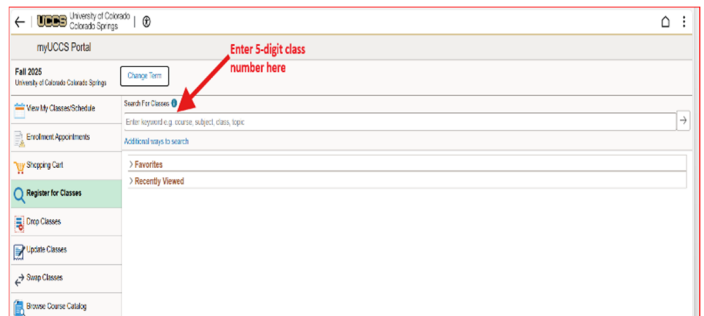 UCCS University of Colorado
Colorado Springs
myUCCS Portal
Enter 5-digit class
number here
Fall 2025
University of Colorado Colorado Springs
Change Term
View My Classes/Schedule
Search For Classes
Enter keyword e.g. course, subject, class, topic
Additional ways to search
Enrollment Appointments
Shopping Cart
> Favorites
> Recently Viewed
Register for Classes
Drop Classes
Update Classes
Swap Classes
Browse Course Catalog